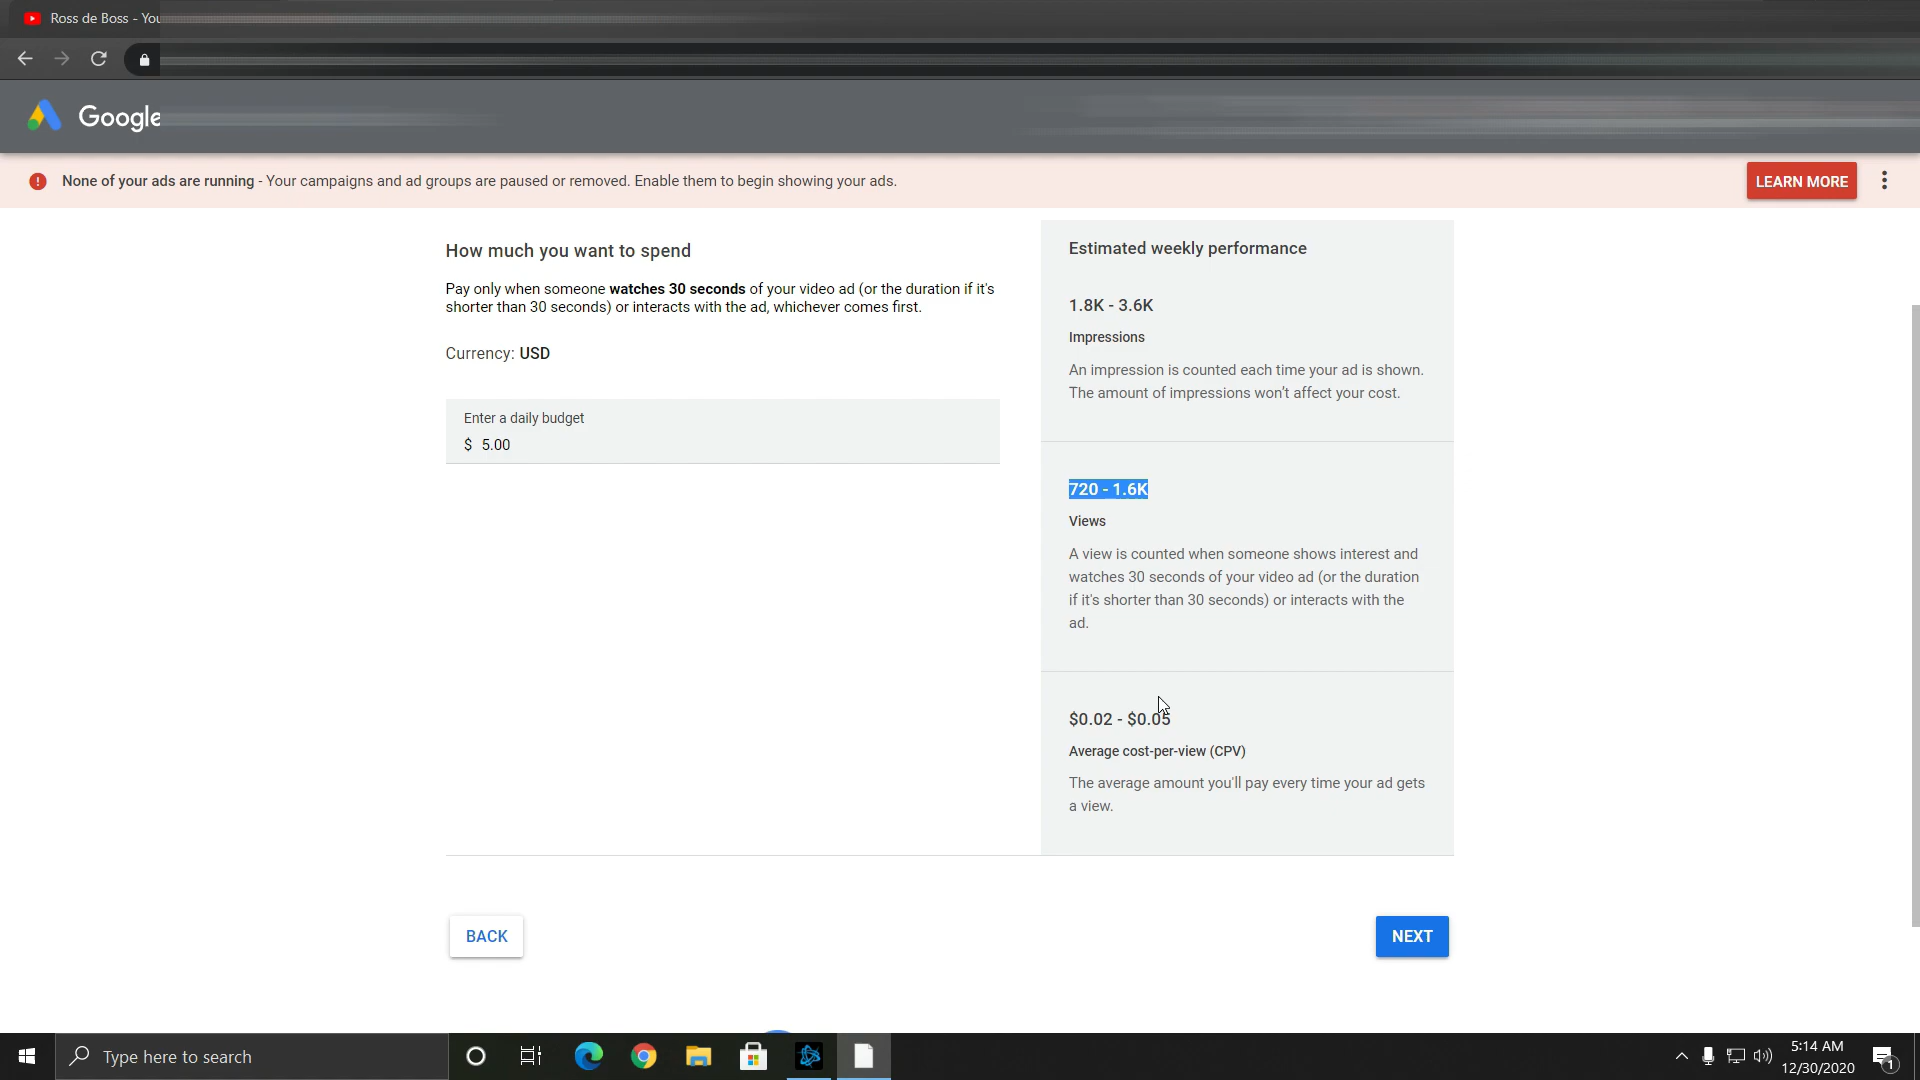 Ross de Boss - You
Google
None of your ads are running - Your campaigns and ad groups are paused or removed. Enable them to begin showing your ads.
LEARN MORE
How much you want to spend
Pay only when someone watches 30 seconds of your video ad (or the duration if it's
shorter than 30 seconds) or interacts with the ad, whichever comes first.
Currency: USD
Enter a daily budget
$ 5.00
Estimated weekly performance
1.8K - 3.6K
Impressions
An impression is counted each time your ad is shown.
The amount of impressions won't affect your cost.
720 - 1.6K
Views
A view is counted when someone shows interest and
watches 30 seconds of your video ad (or the duration
if it's shorter than 30 seconds) or interacts with the
ad.
$0.02 - $0.05
Average cost-per-view (CPV)
The average amount you'll pay every time your ad gets
a view.
BACK
NEXT
Type here to search
5:14 AM
12/30/2020
1